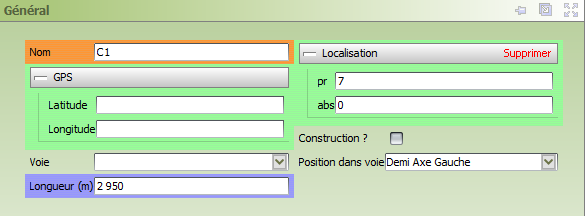 Général
Nom C1
Localisation Supprimer
GPS
pr 7
Latitude
abs 0
Longitude
Construction ?
Voie
Position dans voie Demi Axe Gauche
Longueur (m) 2 950